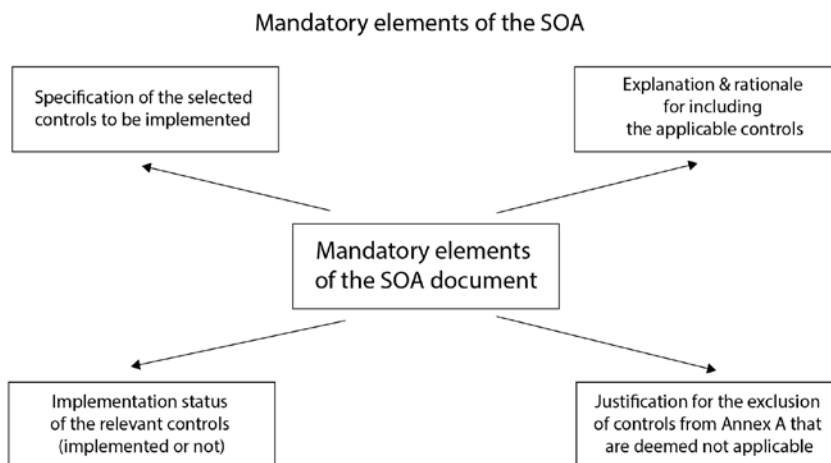 Mandatory elements of the SOA
Specification of the selected
controls to be implemented
Explanation & rationale
for including
the applicable controls
Mandatory elements
of the SOA document
Implementation status
of the relevant controls
(implemented or not)
Justification for the exclusion
of controls from Annex A that
are deemed not applicable